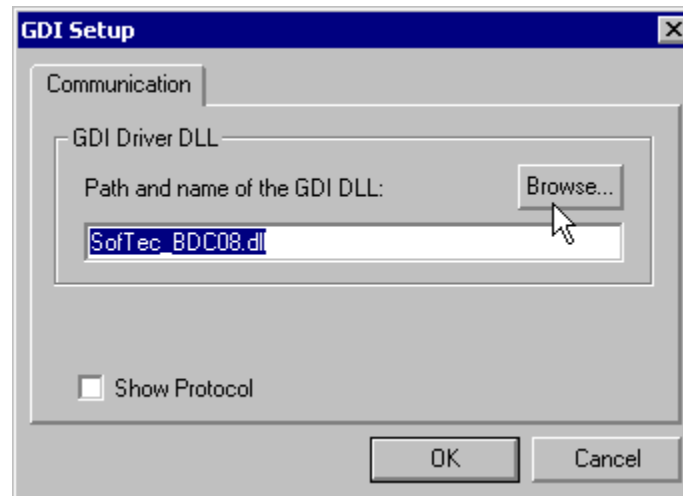 GDI Setup
Communication
GDI Driver DLL
Path and name of the GDI DLL:
Browse...
SofTec_BDC08.dll
Show Protocol
OK
Cancel